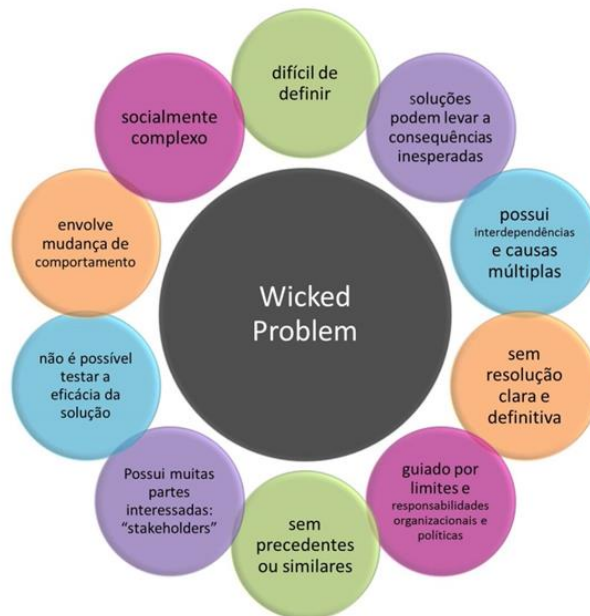 difícil de
definir
soluções
podem levar a
consequências
inesperadas
possui
interdependências
e causas
múltiplas
sem
resolução
clara e
definitiva
guiado por
limites e
responsabilidades
organizacionais e
políticas
sem
precedentes
ou similares
Possui muitas
partes
interessadas:
“stakeholders”
não é possível
testar a
eficácia da
solução
envolve
mudança de
comportamento
socialmente
complexo
Wicked
Problem